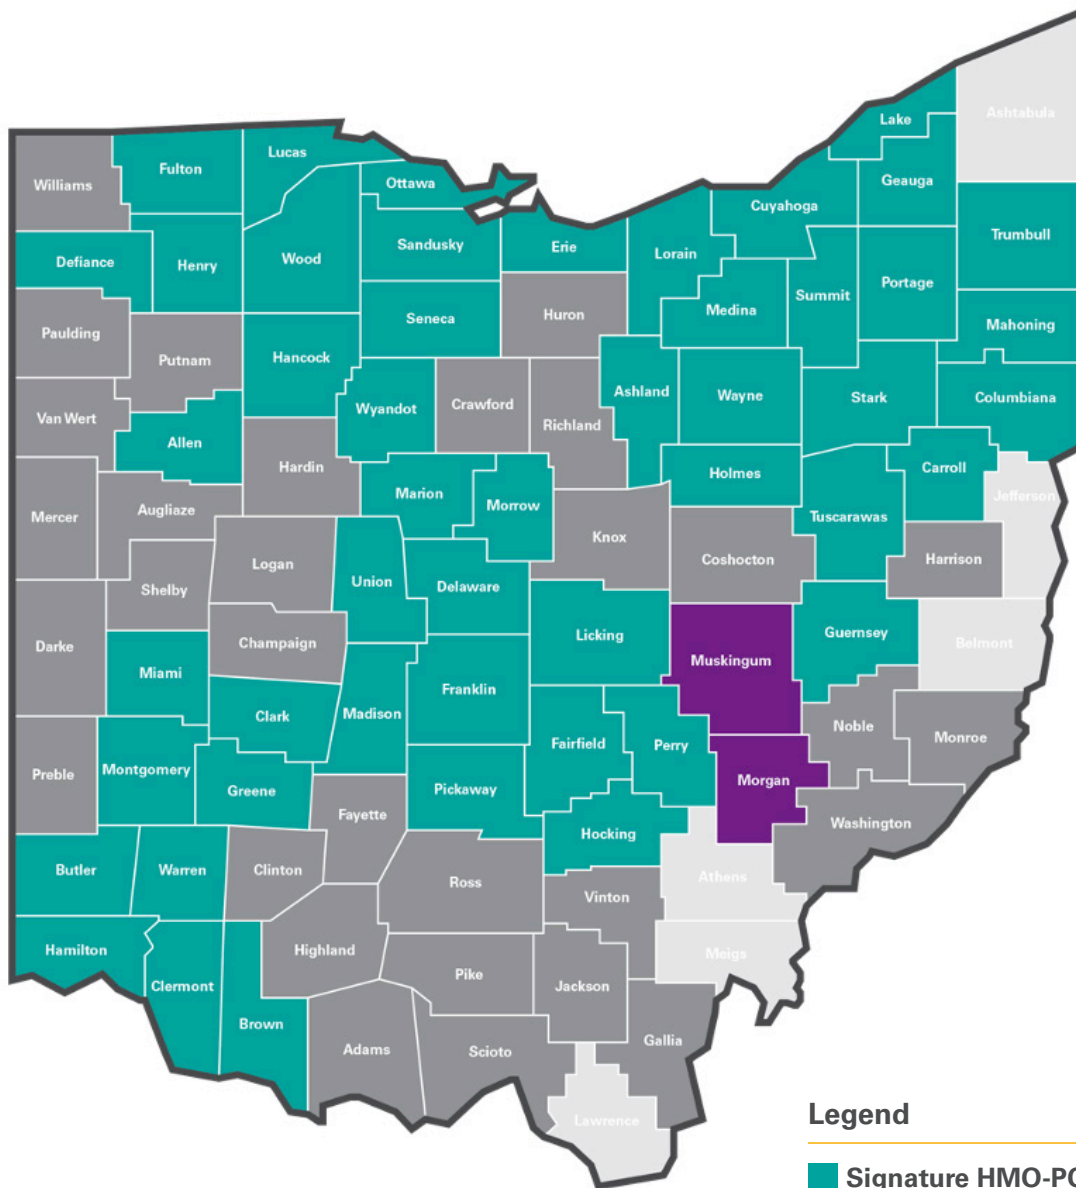 Ashtabula
Lake
Geauga
Lucas
Fulton
Williams
Ottawa
Cuyahoga
Trumbull
Sandusky
Erie
Lorain
Defiance
Henry
Wood
Portage
Summit
Medina
Seneca
Huron
Mahoning
Paulding
Putnam
Hancock
Ashland
Wayne
Stark
Columbiana
Van Wert
Wyandot
Crawford
Richland
Allen
Hardin
Holmes
Carroll
Marion
Morrow
Jefferson
Mercer
Augliaze
Tuscarawas
Knox
Coshocton
Harrison
Logan
Union
Shelby
Delaware
Licking
Guernsey
Darke
Champaign
Belmont
Muskingum
Miami
Franklin
Clark
Madison
Noble
Monroe
Fairfield
Perry
Preble
Montgomery
Greene
Pickaway
Morgan
Fayette
Washington
Hocking
Butler
Warren
Clinton
Ross
Athens
Vinton
Hamilton
Highland
Meigs
Pike
Clermont
Jackson
Brown
Gallia
Adams
Scioto
Lawrence
Legend
Signature HMO-PO